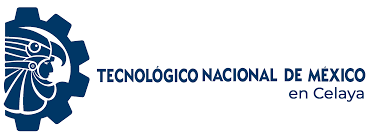 TECNOLÓGICO NACIONAL DE MÉXICO
en Celaya